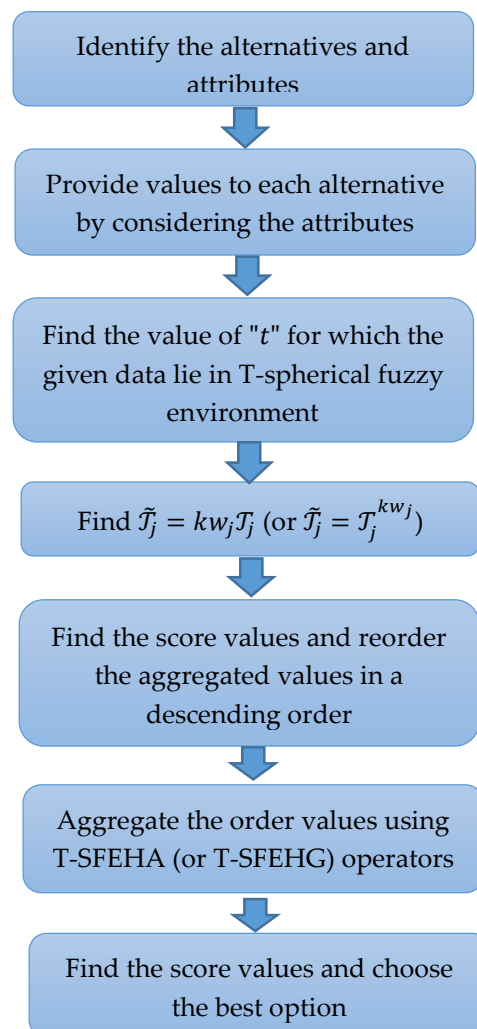 Identify the alternatives and
attributes
Provide values to each alternative
by considering the attributes
Find the value of "t" for which the
given data lie in T-spherical fuzzy
environment
Find 𝒯̃ⱼ = kwⱼ𝒯ⱼ (or 𝒯̃ⱼ = 𝒯ⱼ^{kwⱼ})
Find the score values and reorder
the aggregated values in a
descending order
Aggregate the order values using
T-SFEHA (or T-SFEHG) operators
Find the score values and choose
the best option